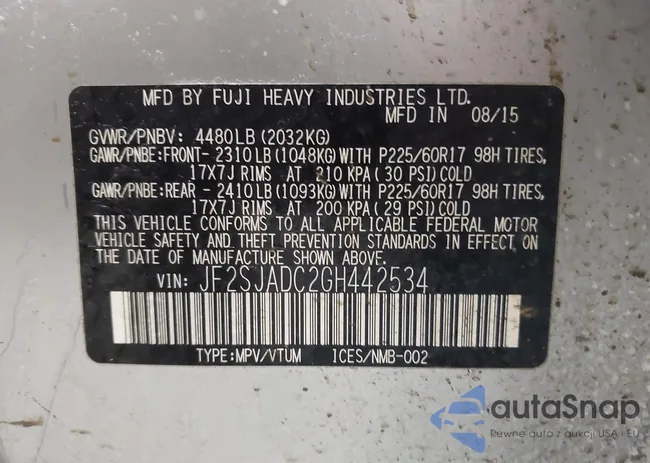 MFD BY FUJI HEAVY INDUSTRIES LTD.
MFD IN 08/15
GVWR/PNBV: 4480LB(2032KG)
GAWR/PNBE:FRONT- 2310LB(1048KG)WITH P225/60R17 98H TIRES,
17X7J RIMS AT 210 KPA( 30 PSI)COLD
GAWR/PNBE:REAR - 2410LB(1093KG)WITH P225/60R17 98H TIRES,
17X7J RIMS AT 200 KPA( 29 PSI)COLD
THIS VEHICLE CONFORMS TO ALL APPLICABLE FEDERAL MOTOR
VEHICLE SAFETY AND THEFT PREVENTION STANDARDS IN EFFECT ON
THE DATE OF MANUFACTURE SHOWN ABOVE.
VIN: JF2SJADC2GH442534
TYPE:MPV/VTUM ICES/NMB-002
autaSnap
Pewne auto z aukcji USA i EU